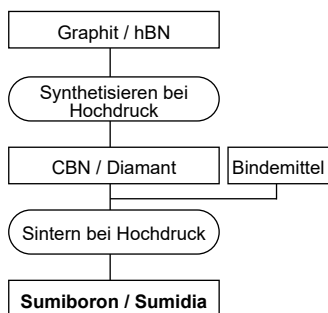 Graphit / hBN
Synthetisieren bei
Hochdruck
CBN / Diamant
Bindemittel
Sintern bei Hochdruck
Sumiboron / Sumidia